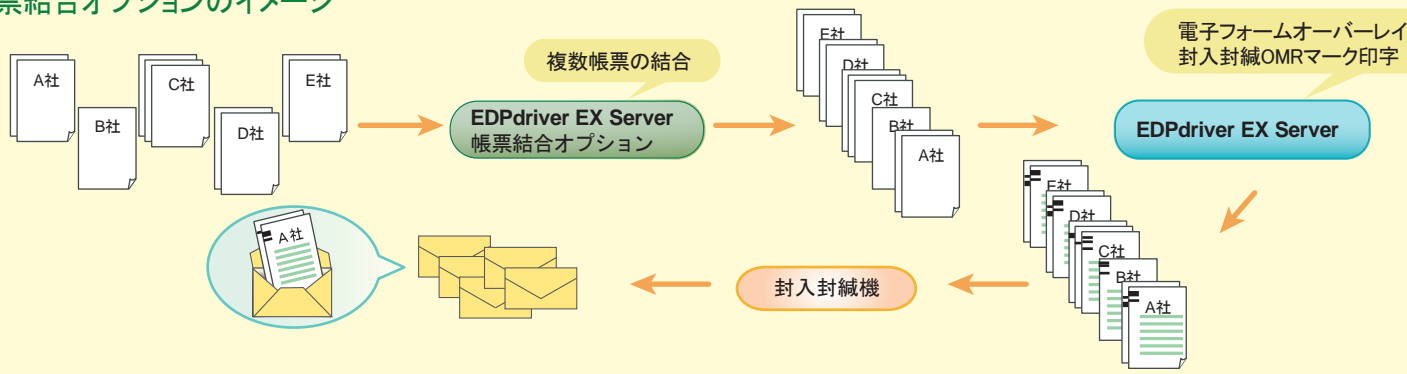 票結合オプションのイメージ
A社
B社
C社
D社
E社
複数帳票の結合
EDPdriver EX Server
帳票結合オプション
E社
D社
C社
B社
A社
電子フォームオーバーレイ
封入封緘OMRマーク印字
EDPdriver EX Server
E社
D社
C社
B社
A社
封入封緘機
A社